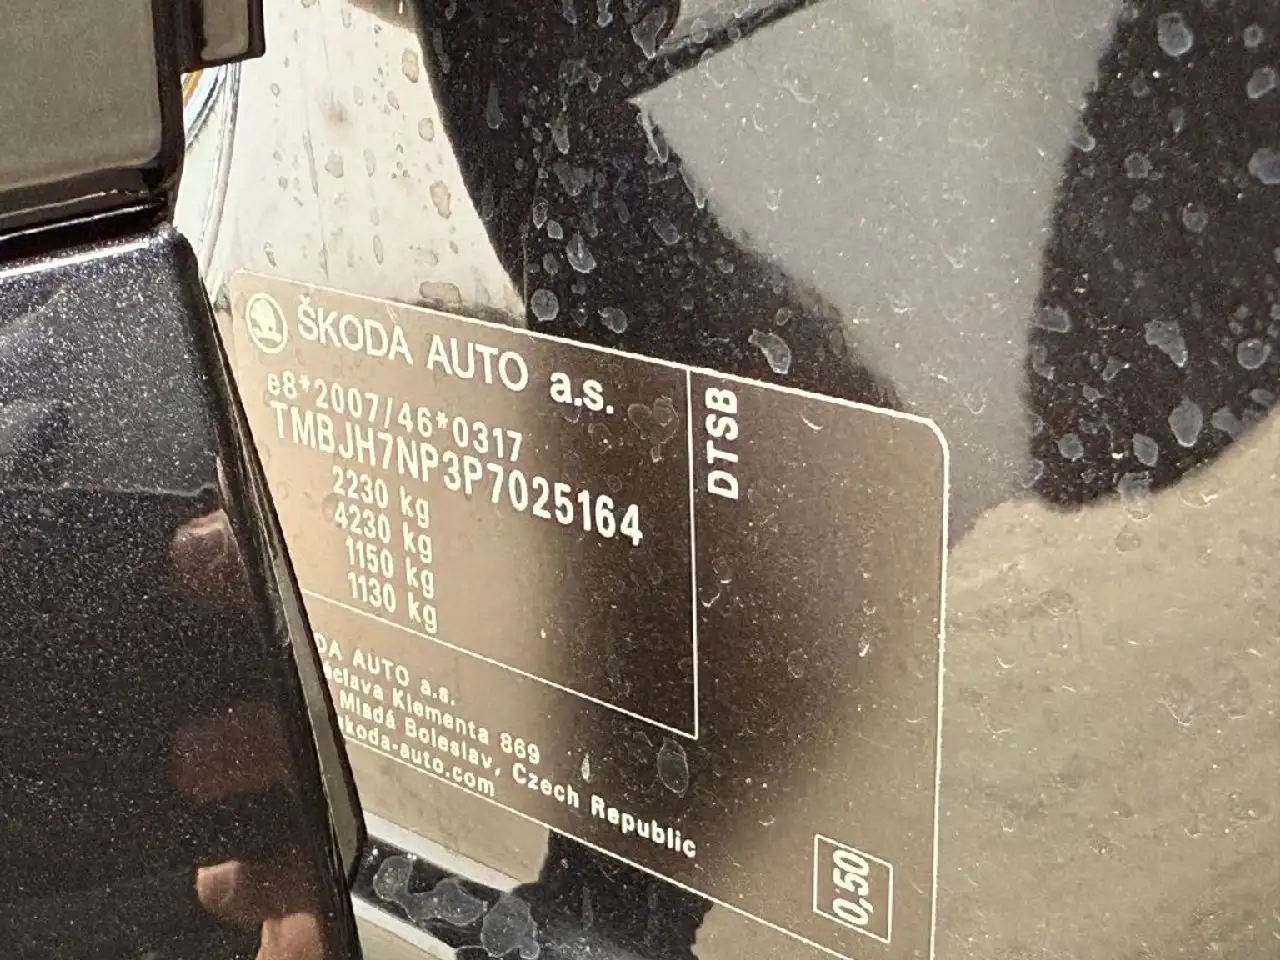 ŠKODA AUTO a.s.
e8*2007/46*0317
TMBJH7NP3P7025164
2230 kg
4230 kg
1150 kg
1130 kg
DTSB
AUTO a.s.
Klementa 869
Mladá Boleslav, Czech Republic
koda-auto.com
0,50